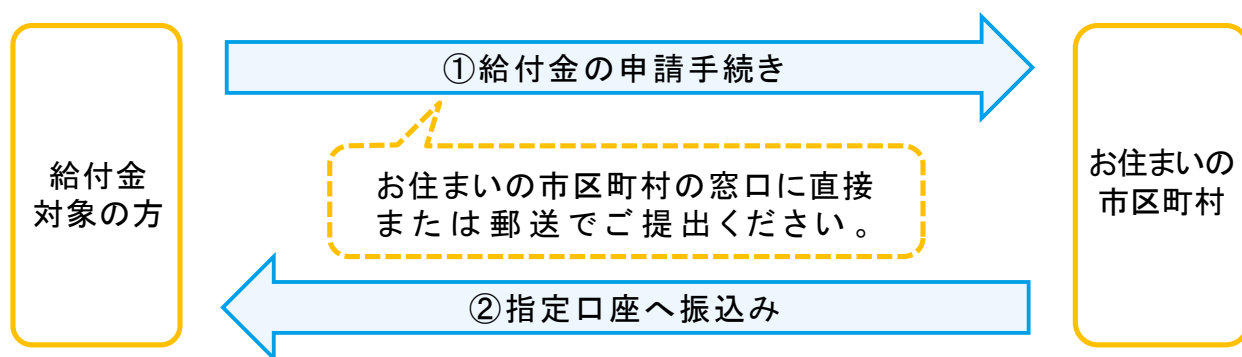 ①給付金の申請手続き
給付金
対象の方
お住まいの市区町村の窓口に直接
または郵送でご提出ください。
お住まいの
市区町村
②指定口座へ振込み